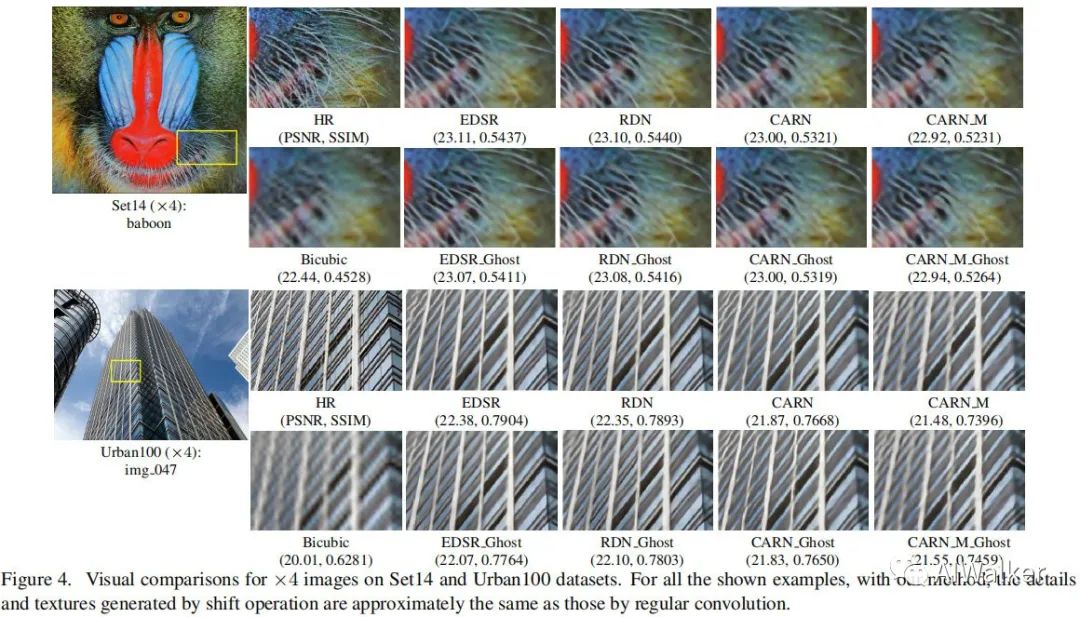 HR
(PSNR, SSIM)
EDSR
(23.11, 0.5437)
RDN
(23.10, 0.5440)
CARN
(23.00, 0.5321)
CARN_M
(22.92, 0.5231)
Set14 (×4):
baboon
Bicubic
(22.44, 0.4528)
EDSR_Ghost
(23.07, 0.5411)
RDN_Ghost
(23.08, 0.5416)
CARN_Ghost
(23.00, 0.5319)
CARN_M_Ghost
(22.94, 0.5264)
HR
(PSNR, SSIM)
EDSR
(22.38, 0.7904)
RDN
(22.35, 0.7893)
CARN
(21.87, 0.7668)
CARN_M
(21.48, 0.7396)
Urban100 (×4):
img_047
Bicubic
(20.01, 0.6281)
EDSR_Ghost
(22.07, 0.7764)
RDN_Ghost
(22.10, 0.7803)
CARN_Ghost
(21.83, 0.7650)
CARN_M_Ghost
(21.55, 0.7459)
AIWalker
Figure 4. Visual comparisons for ×4 images on Set14 and Urban100 datasets. For all the shown examples, with our method, the details
and textures generated by shift operation are approximately the same as those by regular convolution.